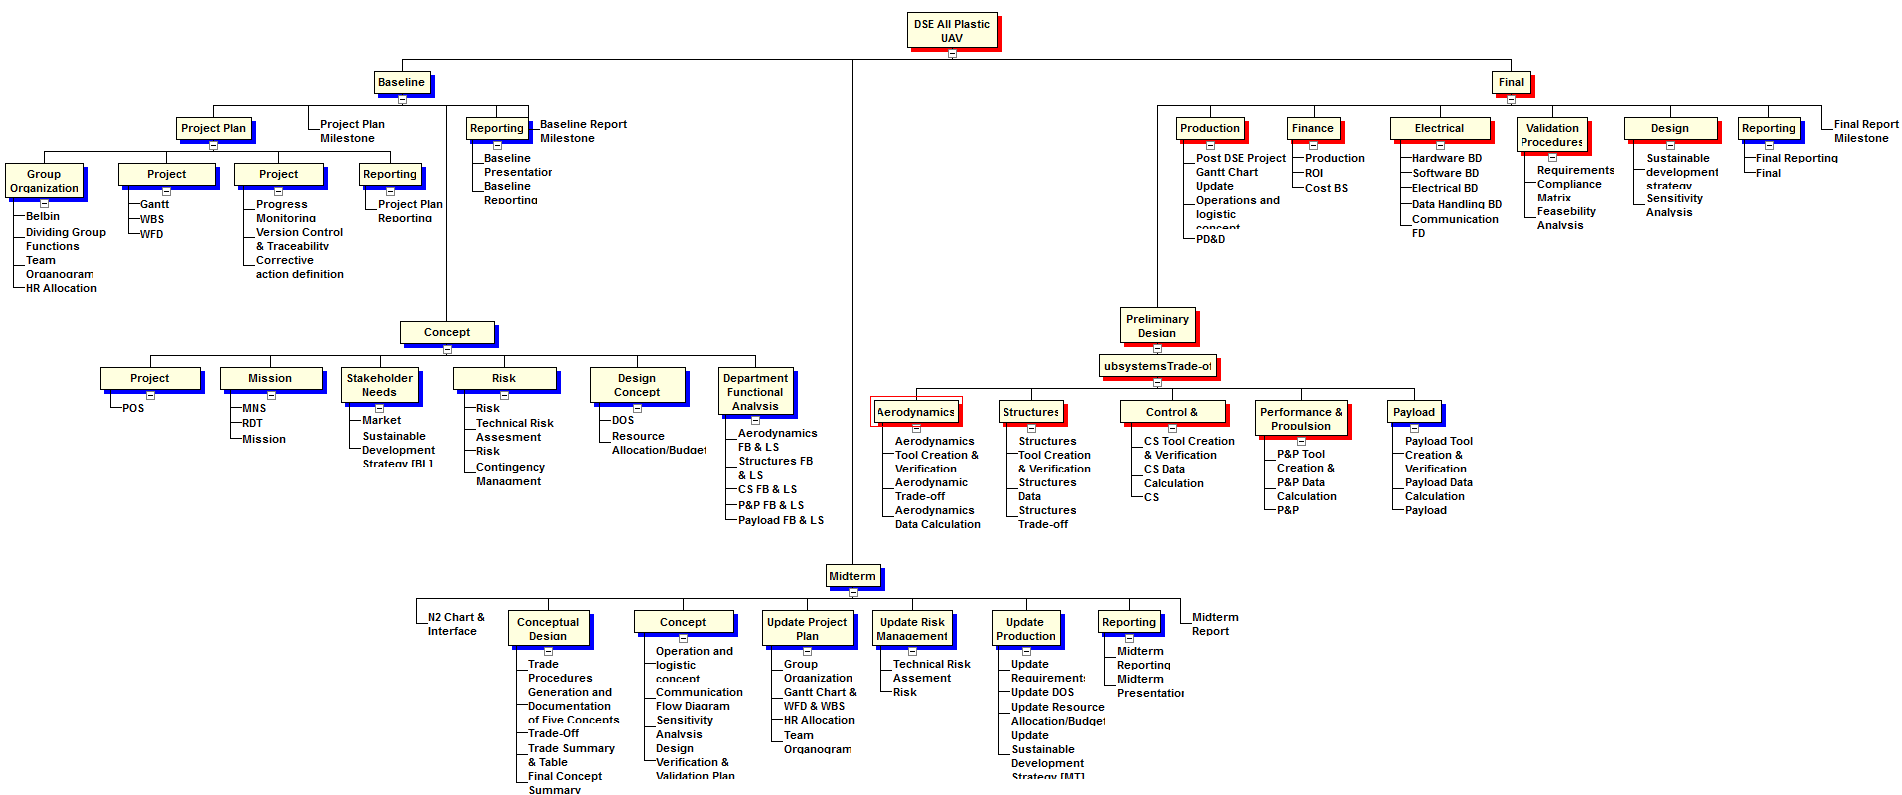 DSE All Plastic
UAV
Baseline
Final
Project Plan
Project Plan
Milestone
Reporting
Baseline Report
Milestone
Group
Organization
Project
Project
Reporting
Baseline
Presentation
Baseline
Reporting
Belbin
Dividing Group
Functions
Team
Organogram
HR Allocation
Gantt
WBS
WFD
Progress
Monitoring
Version Control
& Traceability
Corrective
action definition
Project Plan
Reporting
Production
Finance
Electrical
Validation
Procedures
Design
Reporting
Final Report
Milestone
Post DSE Project
Gantt Chart
Update
Operations and
logistic
concept
PD&D
Production
ROI
Cost BS
Hardware BD
Software BD
Electrical BD
Data Handling BD
Communication
FD
Requirements
Compliance
Matrix
Feasebility
Analysis
Sustainable
development
strategy
Sensitivity
Analysis
Final Reporting
Final
Concept
Project
Mission
Stakeholder
Needs
Risk
Design
Concept
Department
Functional
Analysis
POS
MNS
RDT
Mission
Market
Sustainable
Development
Strategy [BL]
Risk
Technical Risk
Assesment
Risk
Contingency
Managment
DOS
Resource
Allocation/Budget
Aerodynamics
FB & LS
Structures FB
& LS
CS FB & LS
P&P FB & LS
Payload FB & LS
Preliminary
Design
ubsystemsTrade-of
Aerodynamics
Structures
Control &
Performance &
Propulsion
Payload
Aerodynamics
Tool Creation &
Verification
Aerodynamic
Trade-off
Aerodynamics
Data Calculation
Structures
Tool Creation
& Verification
Structures
Data
Structures
Trade-off
CS Tool Creation
& Verification
CS Data
Calculation
CS
P&P Tool
Creation &
P&P Data
Calculation
P&P
Payload Tool
Creation &
Verification
Payload Data
Calculation
Payload
Midterm
N2 Chart &
Interface
Conceptual
Design
Concept
Update Project
Plan
Update Risk
Management
Update
Production
Reporting
Midterm
Report
Trade
Procedures
Generation and
Documentation
of Five Concepts
Trade-Off
Trade Summary
& Table
Final Concept
Summary
Operation and
logistic
concept
Communication
Flow Diagram
Sensitivity
Analysis
Design
Verification &
Validation Plan
Group
Organization
Gantt Chart &
WFD & WBS
HR Allocation
Team
Organogram
Technical Risk
Assement
Risk
Update
Requirements
Update DOS
Update Resource
Allocation/Budget
Update
Sustainable
Development
Strategy [MT]
Midterm
Reporting
Midterm
Presentation